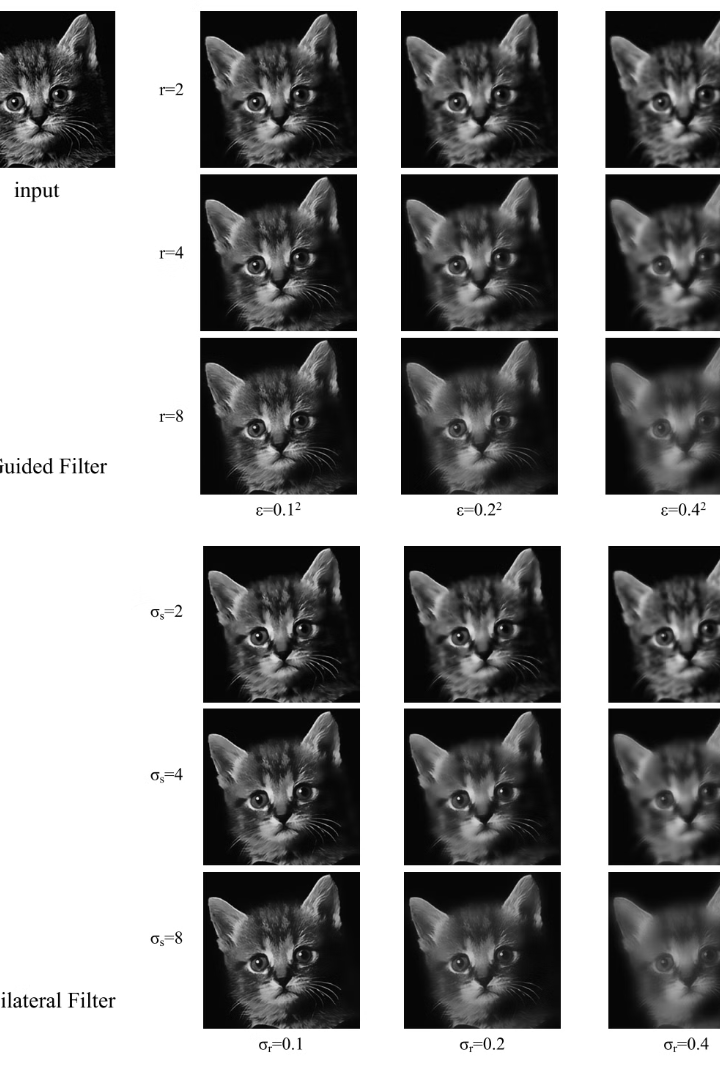 r=2
input
r=4
r=8
Guided Filter
ε=0.1²
ε=0.2²
ε=0.4²
σₛ=2
σₛ=4
σₛ=8
ilateral Filter
σᵣ=0.1
σᵣ=0.2
σᵣ=0.4